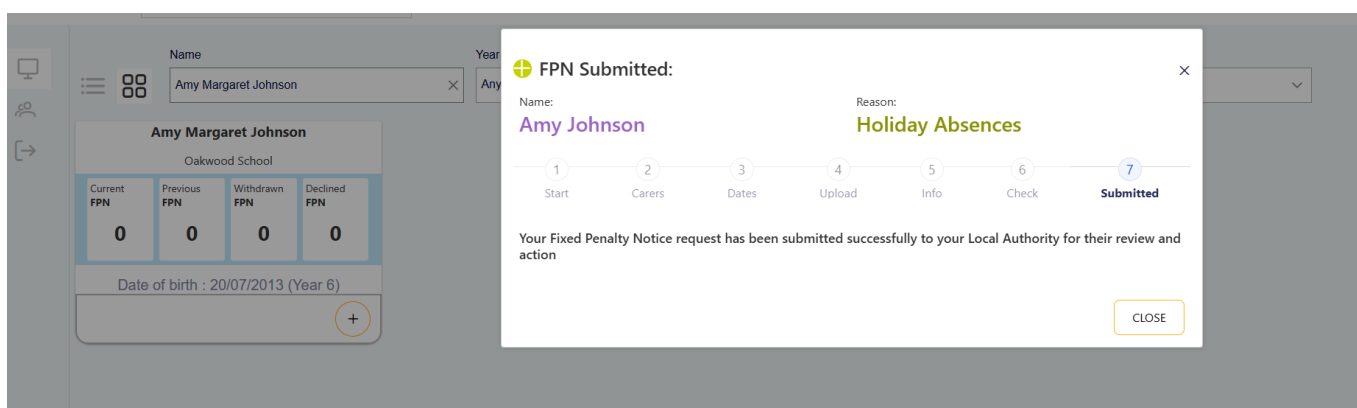 Name
Year
Amy Margaret Johnson
Any
Amy Margaret Johnson
Oakwood School
Current FPN
0
Previous FPN
0
Withdrawn FPN
0
Declined FPN
0
Date of birth : 20/07/2013 (Year 6)
+
FPN Submitted:
Name:
Reason:
Amy Johnson
Holiday Absences
1 2 3 4 5 6 7
Start Carers Dates Upload Info Check Submitted
Your Fixed Penalty Notice request has been submitted successfully to your Local Authority for their review and
action
CLOSE